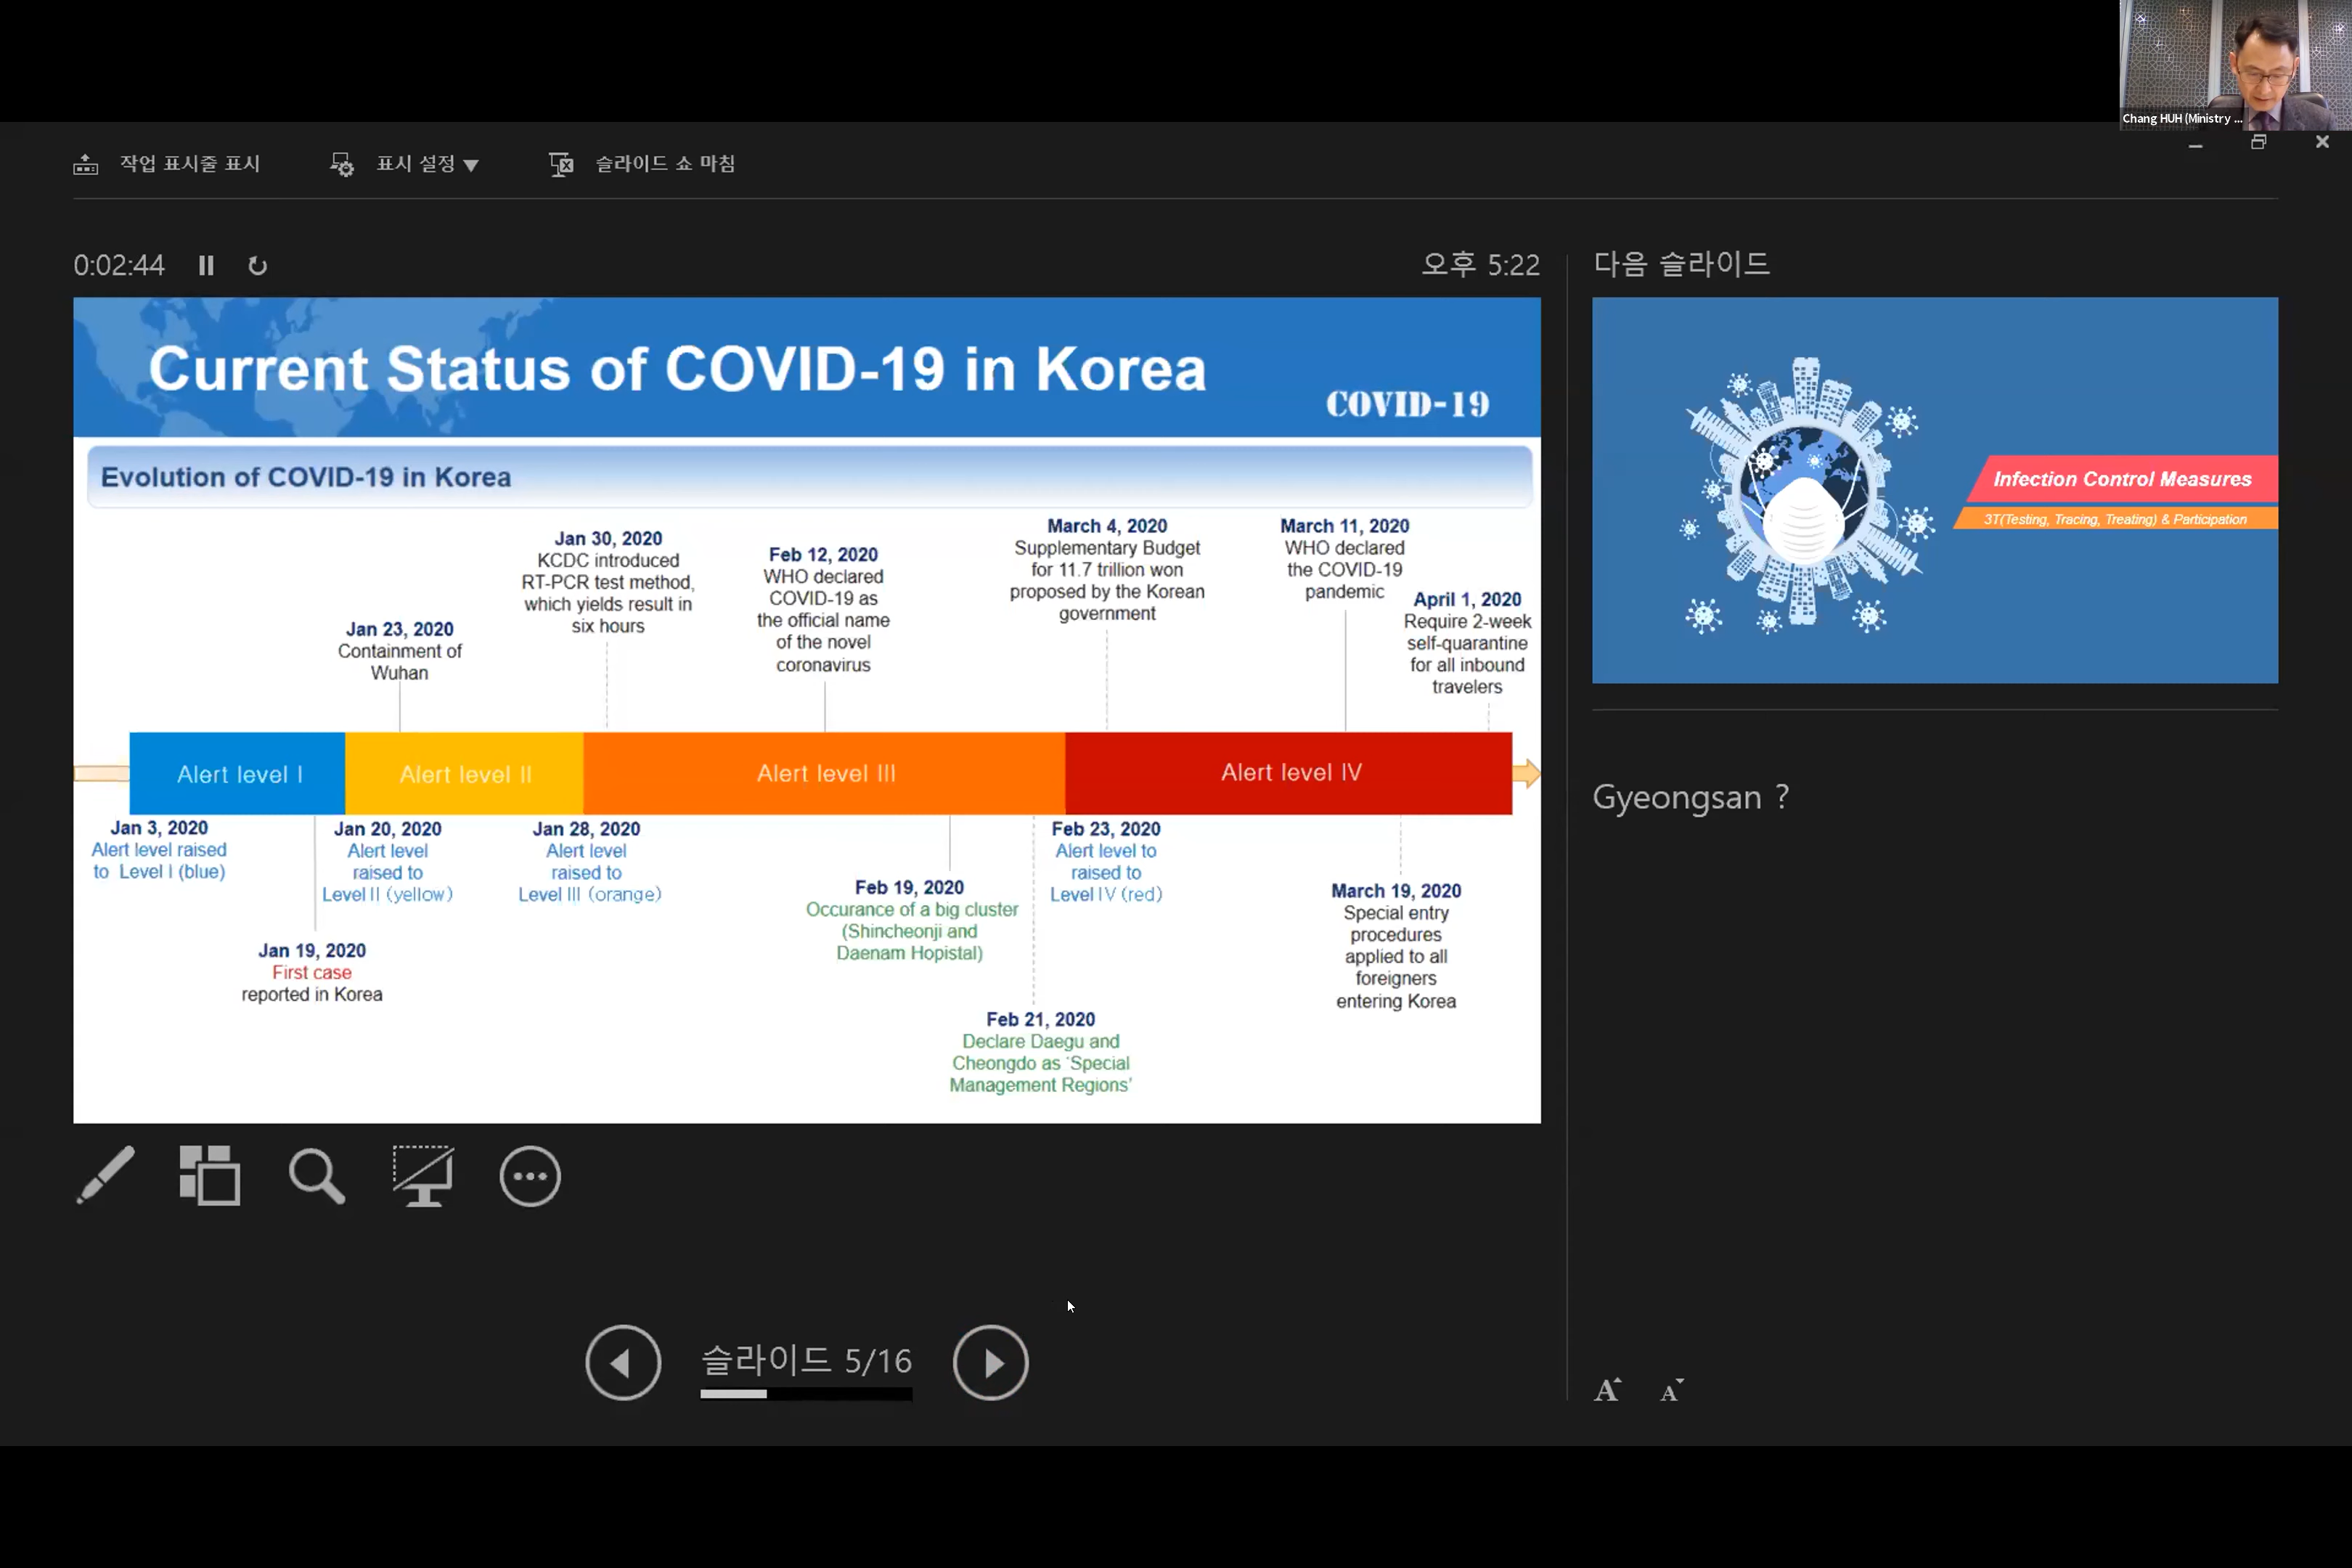 Chang HUH (Ministry ...
작업 표시줄 표시
표시 설정
슬라이드 쇼 마침
0:02:44
오후 5:22
다음 슬라이드
Current Status of COVID-19 in Korea
COVID-19
Evolution of COVID-19 in Korea
Jan 23, 2020
Containment of
Wuhan
Jan 30, 2020
KCDC introduced
RT-PCR test method,
which yields result in
six hours
Feb 12, 2020
WHO declared
COVID-19 as
the official name
of the novel
coronavirus
March 4, 2020
Supplementary Budget
for 11.7 trillion won
proposed by the Korean
government
March 11, 2020
WHO declared
the COVID-19
pandemic
April 1, 2020
Require 2-week
self-quarantine
for all inbound
travelers
Alert level I
Alert level II
Alert level III
Alert level IV
Jan 3, 2020
Alert level raised
to Level I (blue)
Jan 19, 2020
First case
reported in Korea
Jan 20, 2020
Alert level
raised to
Level II (yellow)
Jan 28, 2020
Alert level
raised to
Level III (orange)
Feb 19, 2020
Occurance of a big cluster
(Shincheonji and
Daenam Hopistal)
Feb 21, 2020
Declare Daegu and
Cheongdo as 'Special
Management Regions'
Feb 23, 2020
Alert level to
raised to
Level IV (red)
March 19, 2020
Special entry
procedures
applied to all
foreigners
entering Korea
Infection Control Measures
3T(Testing, Tracing, Treating) & Participation
Gyeongsan ?
슬라이드 5/16
A A